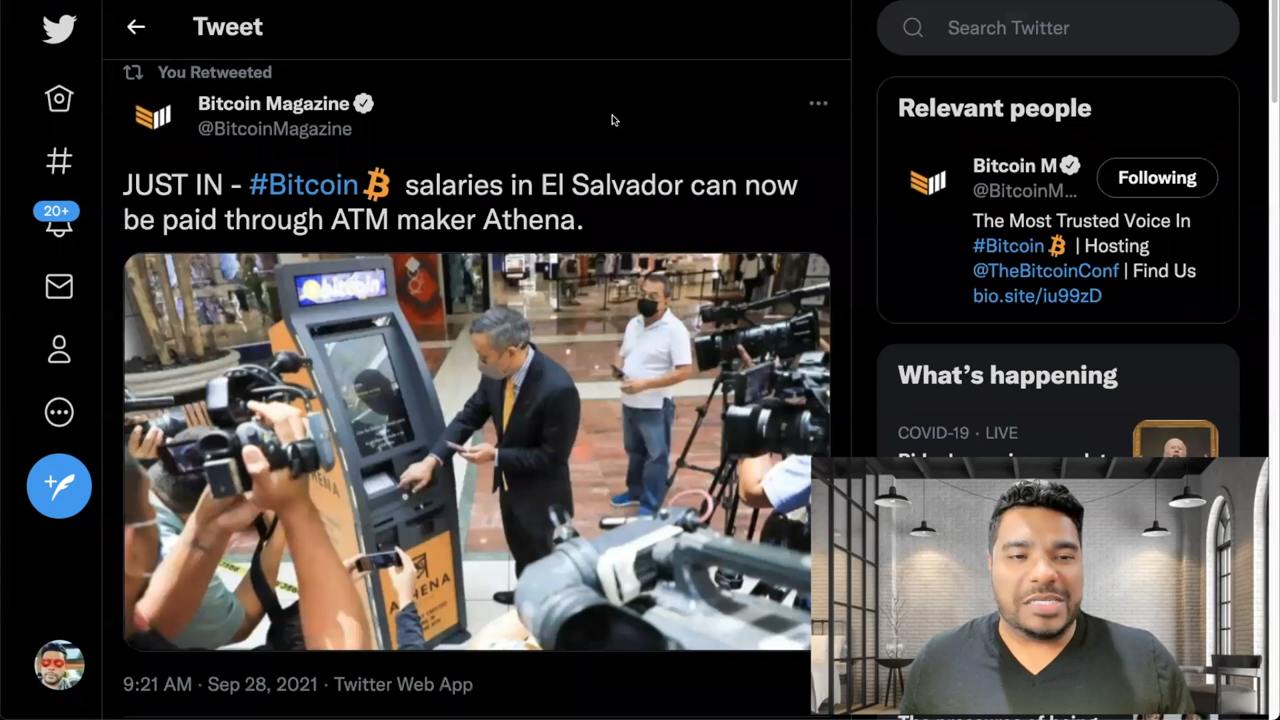 Tweet
Search Twitter
You Retweeted
Bitcoin Magazine
@BitcoinMagazine
JUST IN - #Bitcoin salaries in El Salvador can now
be paid through ATM maker Athena.
bitcoin
ATHENA
9:21 AM · Sep 28, 2021 · Twitter Web App
20+
Relevant people
Bitcoin M
@BitcoinM...
Following
The Most Trusted Voice In
#Bitcoin | Hosting
@TheBitcoinConf | Find Us
bio.site/iu99zD
What's happening
COVID-19 · LIVE